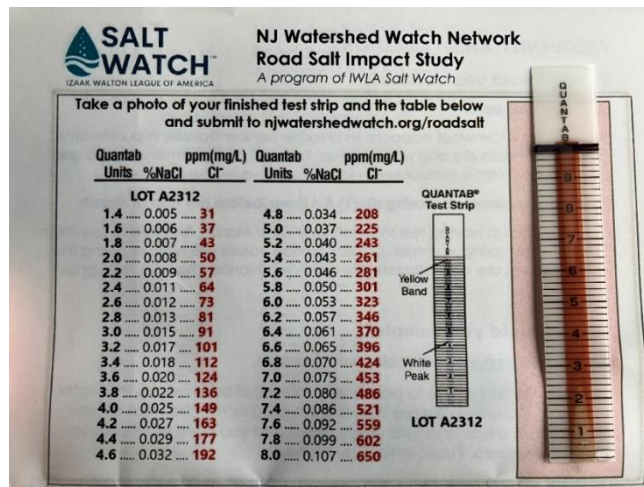 SALT
WATCH™
IZAAK WALTON LEAGUE OF AMERICA
NJ Watershed Watch Network
Road Salt Impact Study
A program of IWLA Salt Watch
Take a photo of your finished test strip and the table below
and submit to njwatershedwatch.org/roadsalt
Quantab ppm(mg/L) Quantab ppm(mg/L)
Units %NaCl Cl⁻ Units %NaCl Cl⁻
LOT A2312
1.4 ..... 0.005 ..... 31 4.8 ..... 0.034 .... 208
1.6 ..... 0.006 ..... 37 5.0 ..... 0.037 .... 225
1.8 ..... 0.007 ..... 43 5.2 ..... 0.040 .... 243
2.0 ..... 0.008 ..... 50 5.4 ..... 0.043 .... 261
2.2 ..... 0.009 ..... 57 5.6 ..... 0.046 .... 281
2.4 ..... 0.011 ..... 64 5.8 ..... 0.050 .... 301
2.6 ..... 0.012 ..... 73 6.0 ..... 0.053 .... 323
2.8 ..... 0.013 ..... 81 6.2 ..... 0.057 .... 346
3.0 ..... 0.015 ..... 91 6.4 ..... 0.061 .... 370
3.2 ..... 0.017 .... 101 6.6 ..... 0.065 .... 396
3.4 ..... 0.018 .... 112 6.8 ..... 0.070 .... 424
3.6 ..... 0.020 .... 124 7.0 ..... 0.075 .... 453
3.8 ..... 0.022 .... 136 7.2 ..... 0.080 .... 486
4.0 ..... 0.025 .... 149 7.4 ..... 0.086 .... 521
4.2 ..... 0.027 .... 163 7.6 ..... 0.092 .... 559
4.4 ..... 0.029 .... 177 7.8 ..... 0.099 .... 602
4.6 ..... 0.032 .... 192 8.0 ..... 0.107 .... 650
QUANTAB®
Test Strip
Yellow
Band
White
Peak
LOT A2312
QUANTAB
9
8
7
6
5
4
3
2
1